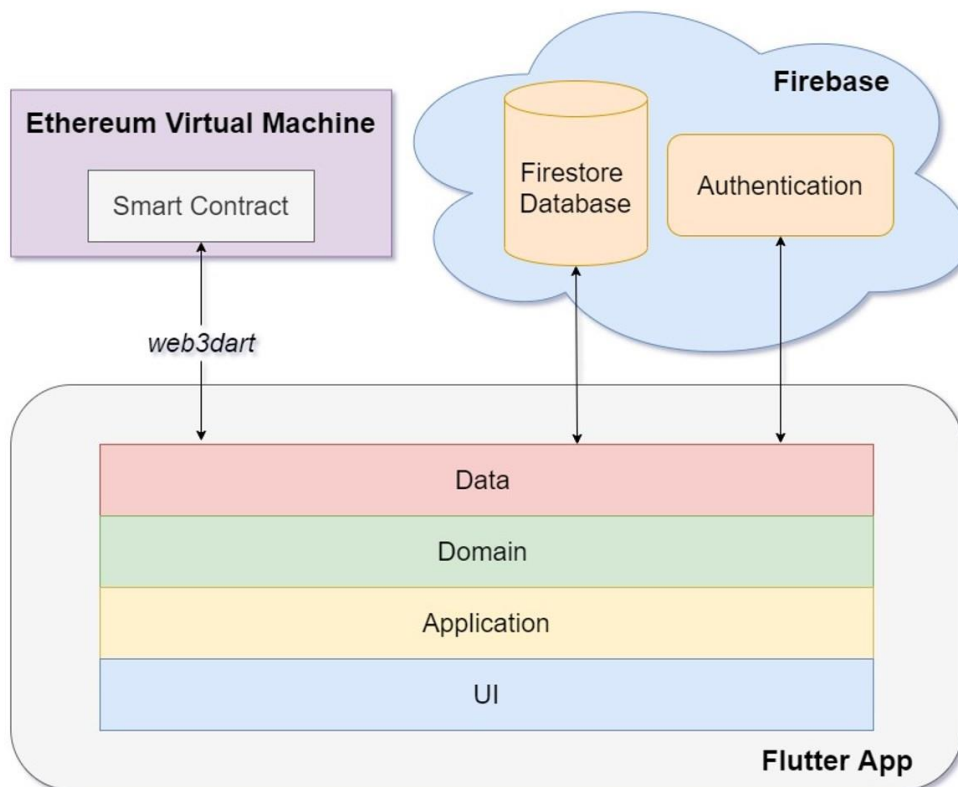 Ethereum Virtual Machine
Smart Contract
Firebase
Firestore
Database
Authentication
web3dart
Data
Domain
Application
UI
Flutter App